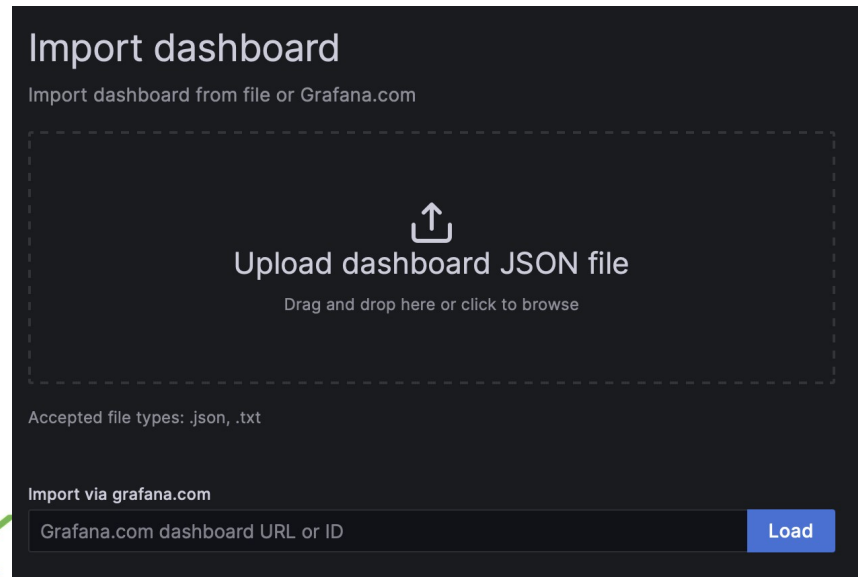 Import dashboard
Import dashboard from file or Grafana.com
Upload dashboard JSON file
Drag and drop here or click to browse
Accepted file types: .json, .txt
Import via grafana.com
Grafana.com dashboard URL or ID
Load